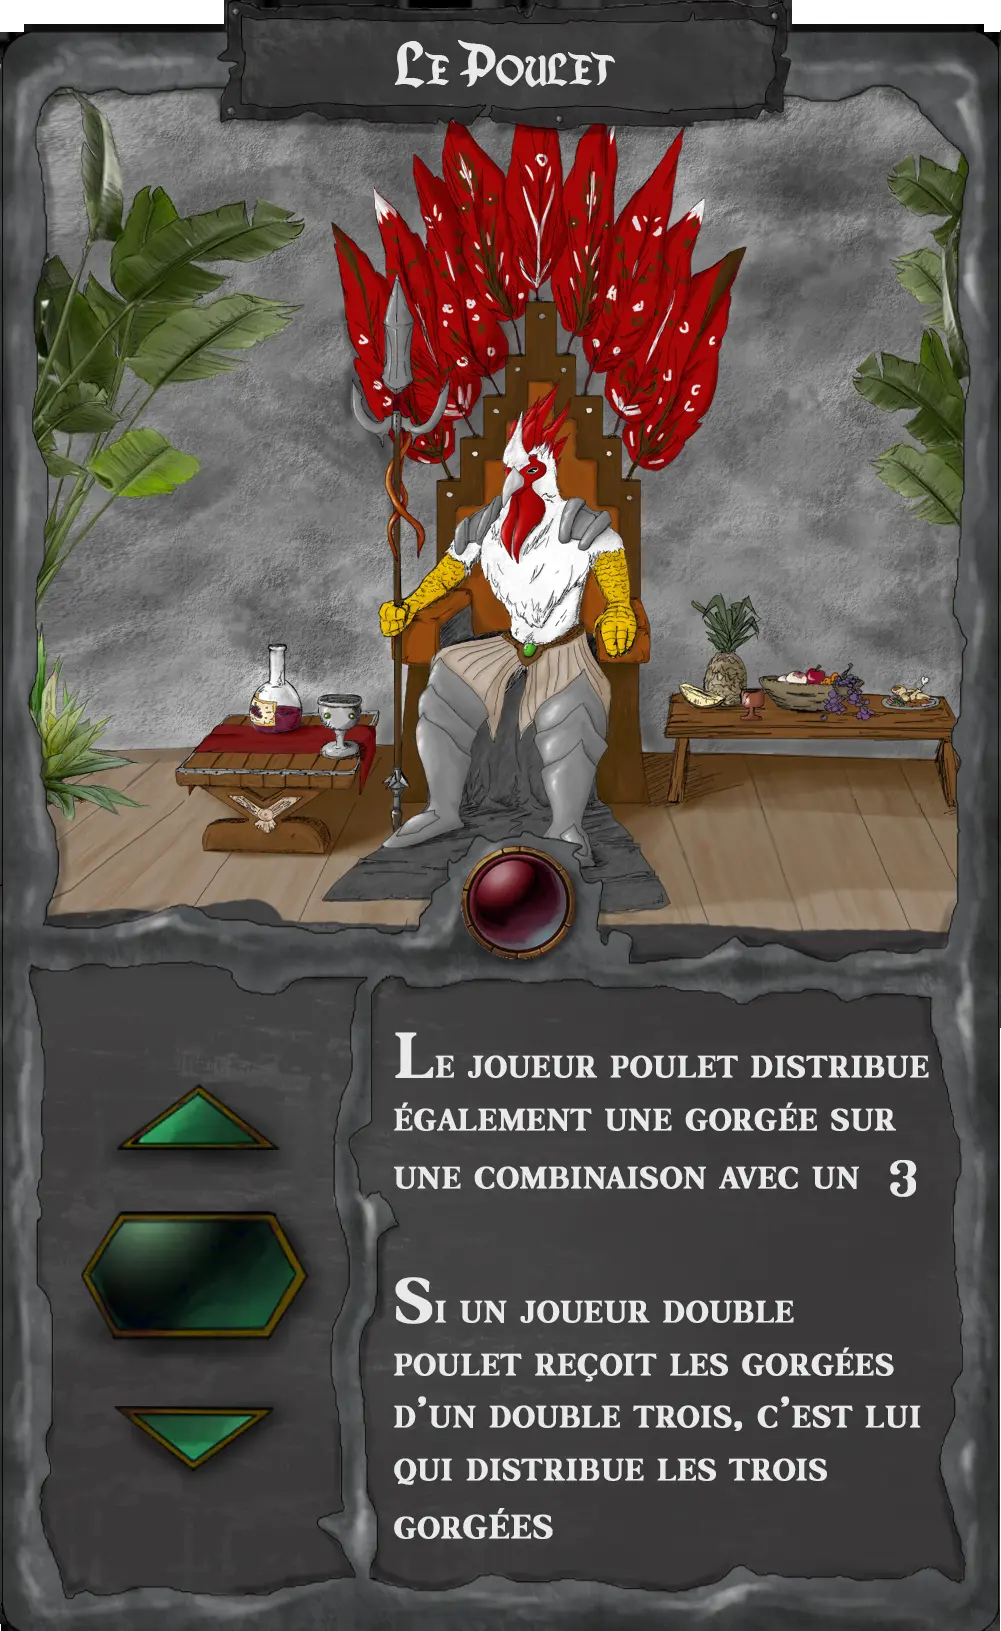 Le Poulet
Le joueur poulet distribue
également une gorgée sur
une combinaison avec un 3
Si un joueur double
poulet reçoit les gorgées
d'un double trois, c'est lui
qui distribue les trois
gorgées